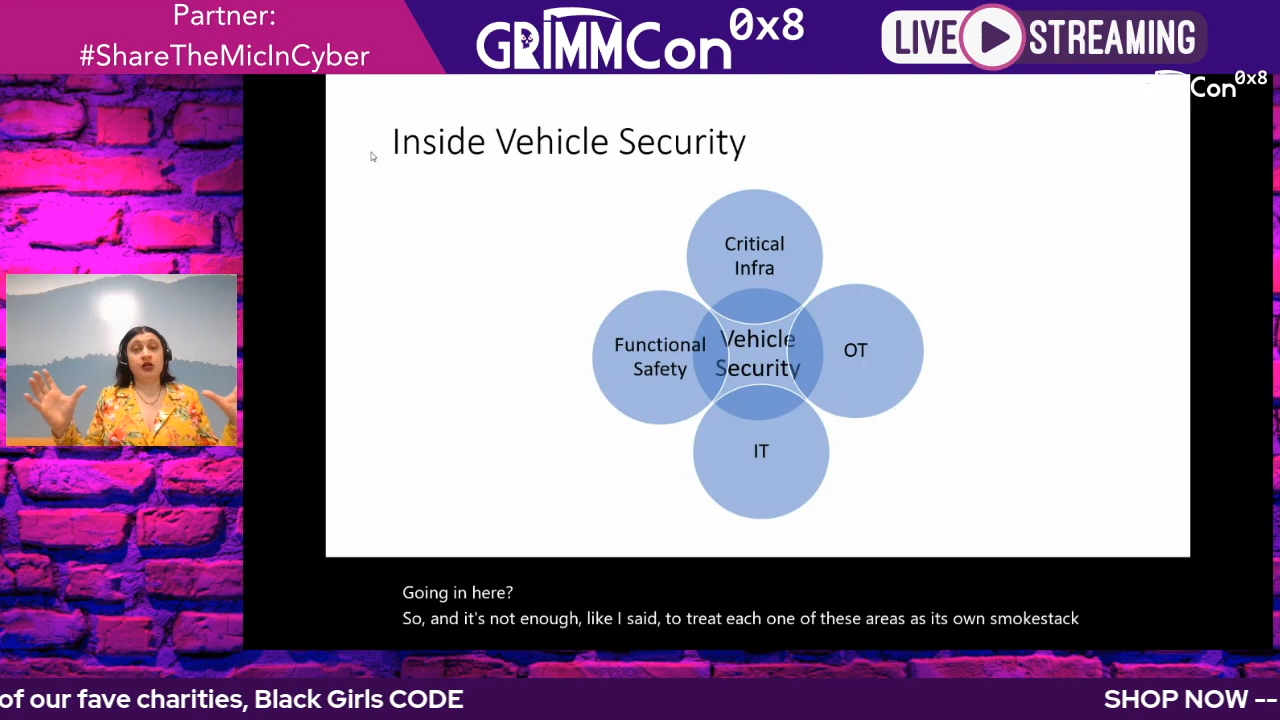 Partner:
#ShareTheMicInCyber
GRIMMCon 0x8
LIVE STREAMING
Con 0x8
Inside Vehicle Security
Critical
Infra
Functional
Safety
Vehicle
Security
OT
IT
Going in here?
So, and it's not enough, like I said, to treat each one of these areas as its own smokestack
of our fave charities, Black Girls CODE
SHOP NOW --